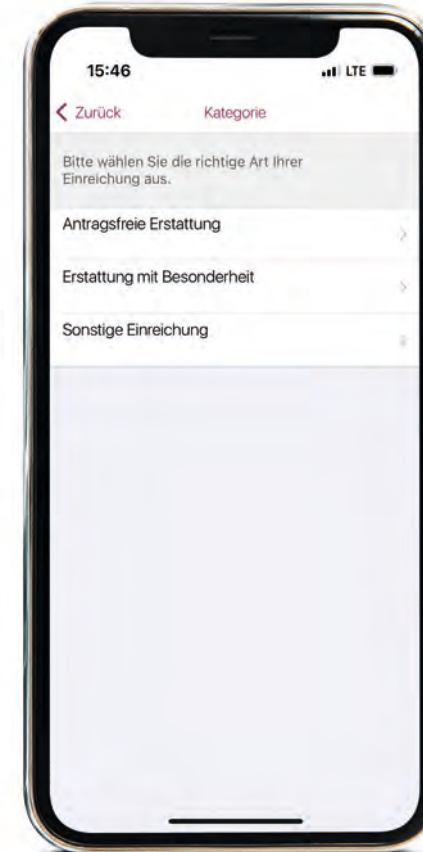 15:46
LTE
Zurück
Kategorie
Bitte wählen Sie die richtige Art Ihrer
Einreichung aus.
Antragsfreie Erstattung
Erstattung mit Besonderheit
Sonstige Einreichung